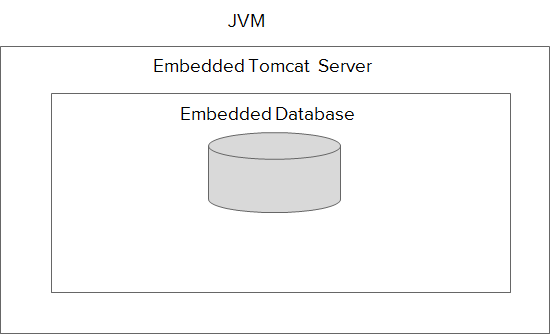 JVM
Embedded Tomcat Server
Embedded Database